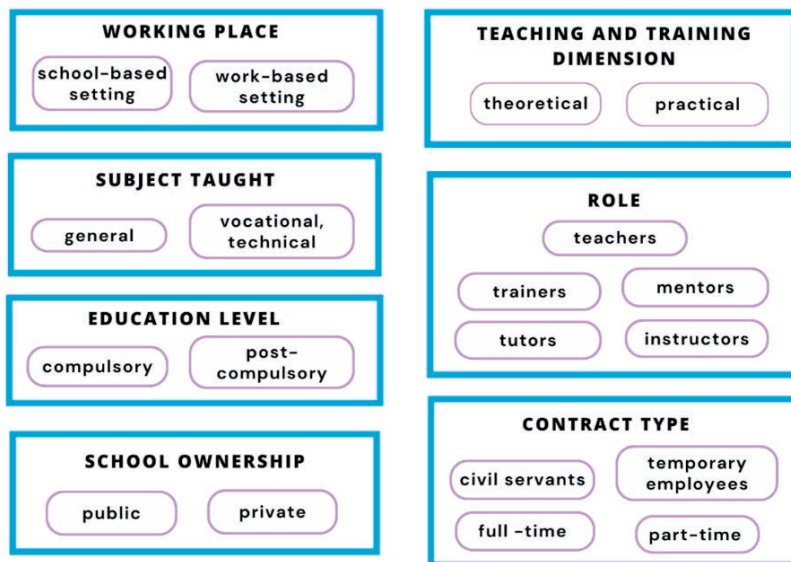 WORKING PLACE
school-based
setting
work-based
setting
SUBJECT TAUGHT
general
vocational,
technical
EDUCATION LEVEL
compulsory
post-
compulsory
SCHOOL OWNERSHIP
public
private
TEACHING AND TRAINING
DIMENSION
theoretical
practical
ROLE
teachers
trainers
mentors
tutors
instructors
CONTRACT TYPE
civil servants
temporary
employees
full -time
part-time